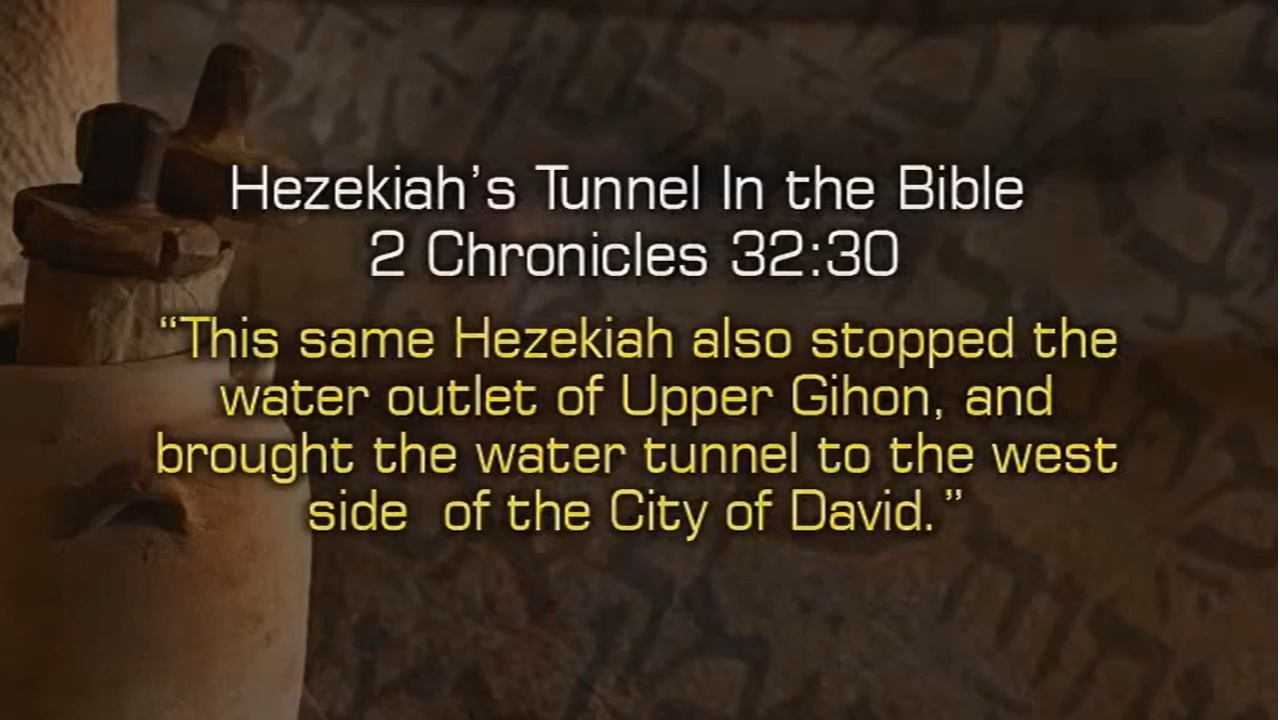 Hezekiah’s Tunnel In the Bible
2 Chronicles 32:30
“This same Hezekiah also stopped the
water outlet of Upper Gihon, and
brought the water tunnel to the west
side  of the City of David.”